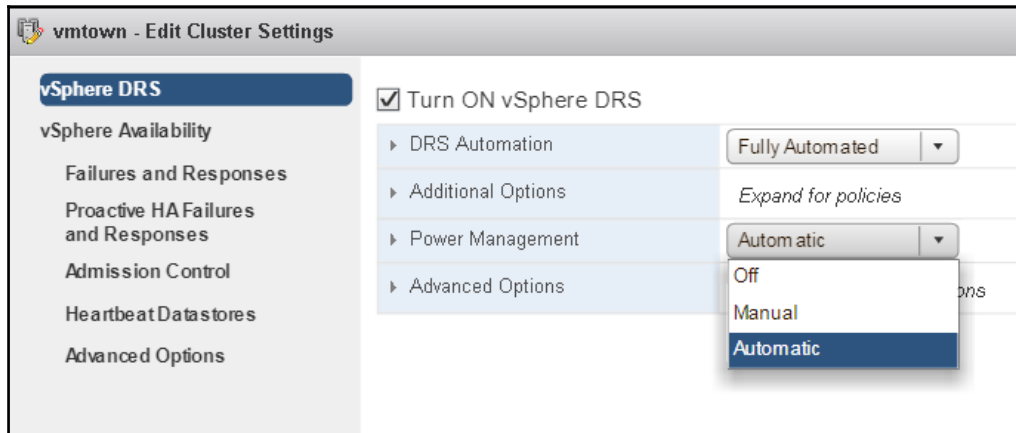 vmtown - Edit Cluster Settings
vSphere DRS
vSphere Availability
Failures and Responses
Proactive HA Failures
and Responses
Admission Control
Heartbeat Datastores
Advanced Options
Turn ON vSphere DRS
DRS Automation Fully Automated
Additional Options Expand for policies
Power Management Automatic
Off
Advanced Options
Manual
Automatic